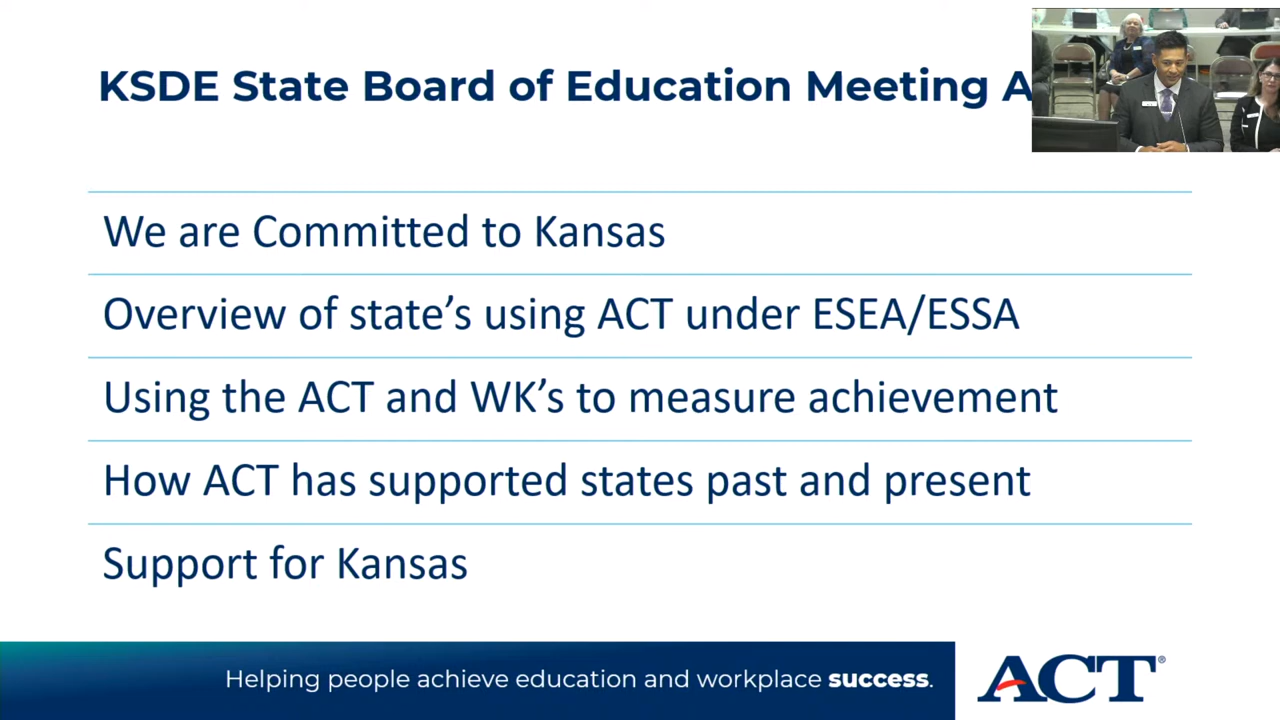 KSDE State Board of Education Meeting A
We are Committed to Kansas
Overview of state's using ACT under ESEA/ESSA
Using the ACT and WK's to measure achievement
How ACT has supported states past and present
Support for Kansas
Helping people achieve education and workplace success.
ACT®